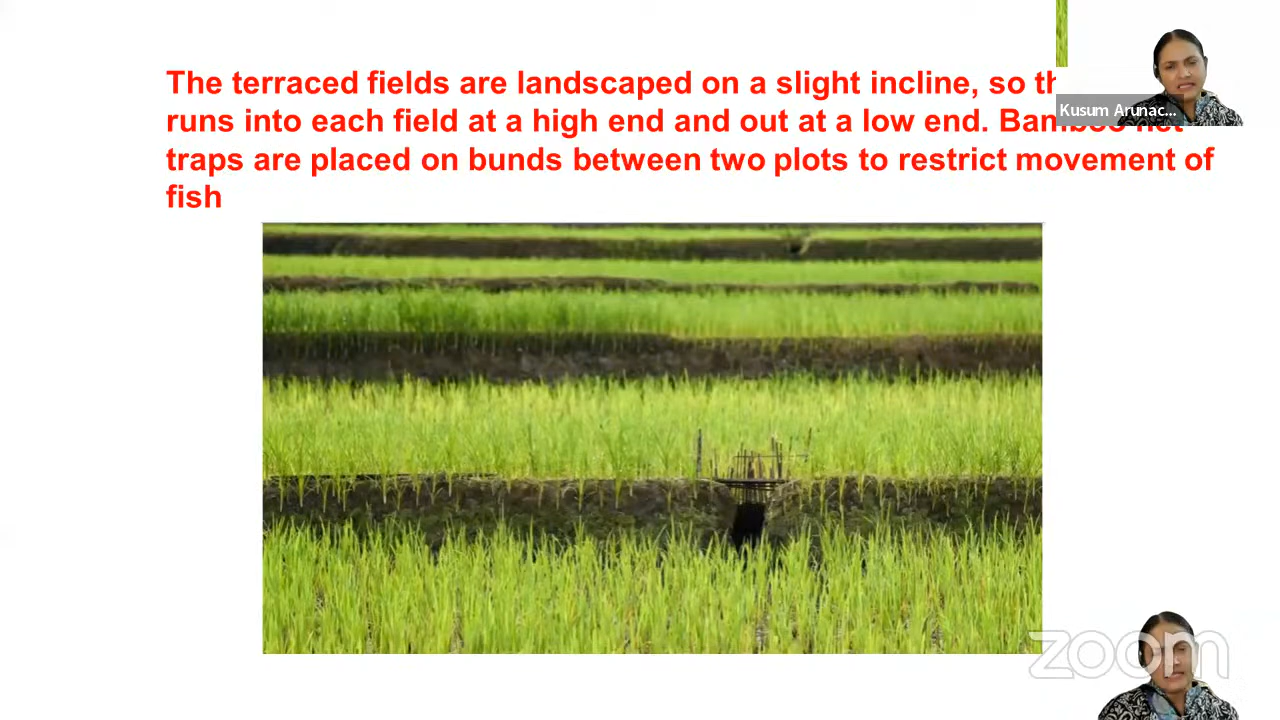 The terraced fields are landscaped on a slight incline, so
runs into each field at a high end and out at a low end.
traps are placed on bunds between two plots to restrict movement of
fish
Kusum Arunac...
zoom